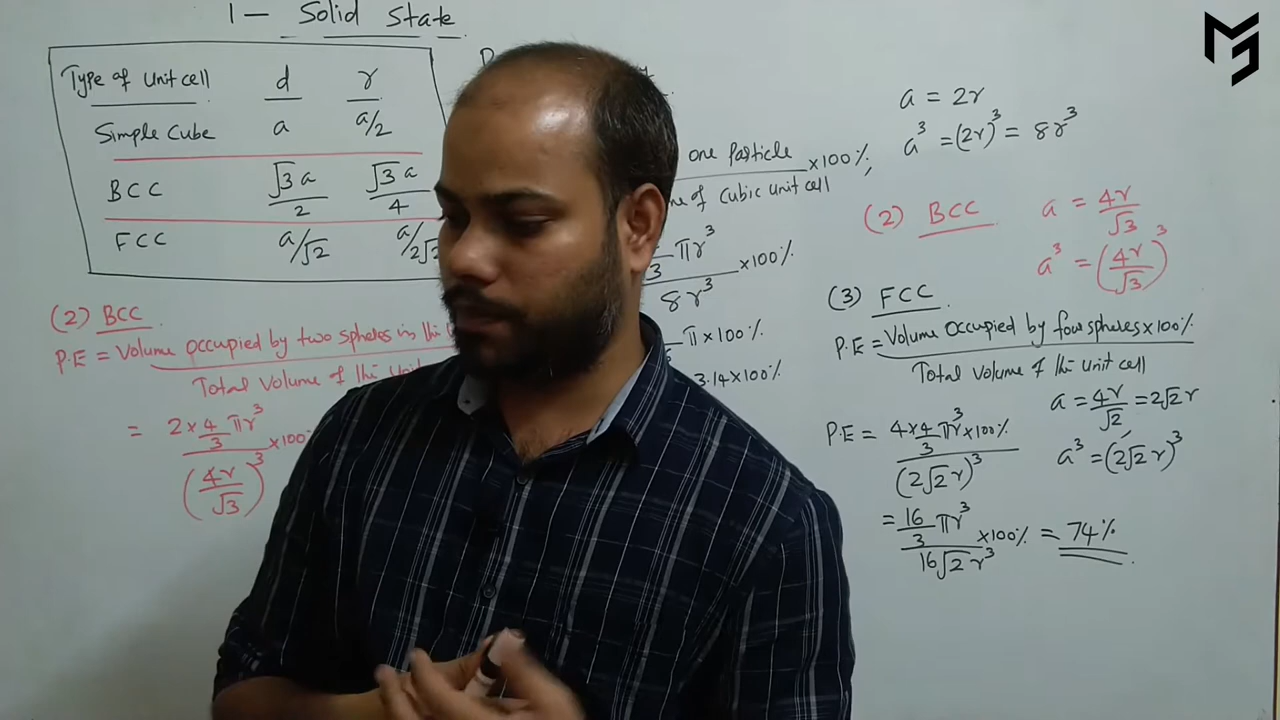 1 — Solid State
Type of Unit cell d r
Simple Cube a a/2
BCC √3 a/2 √3 a/4
FCC a/√2
(2) BCC
P.E = Volume occupied by two spheres in the
Total Volume of the
= 2 × 4/3 πr³ ×100
(4r/√3)³
one Particle ×100%;
of cubic unit cell
3 πr³ ×100%
8r³
π×100%
3.14×100%
a = 2r
a³ = (2r)³ = 8r³
(2) BCC a = 4r/√3
a³ = (4r/√3)³
(3) FCC
P.E = Volume Occupied by four spheres×100%
Total Volume of the unit cell
a = 4r/√2 = 2√2 r
P.E = 4×4/3 πr³×100%
(2√2 r)³
a³ = (2√2 r)³
= 16/3 πr³ ×100% = 74%
16√2 r³